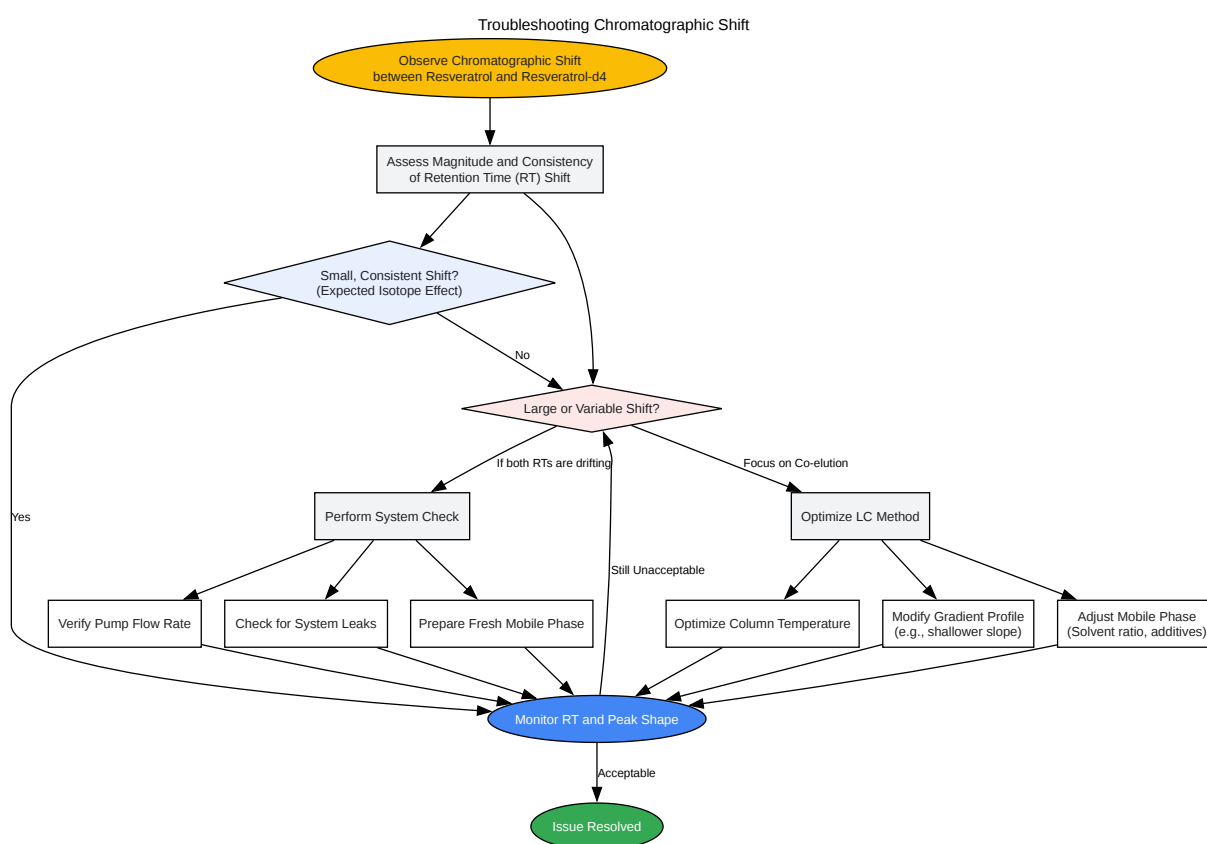 Troubleshooting Chromatographic Shift
Observe Chromatographic Shift
between Resveratrol and Resveratrol-d4
Assess Magnitude and Consistency
of Retention Time (RT) Shift
Small, Consistent Shift?
(Expected Isotope Effect)
No
Large or Variable Shift?
If both RTs are drifting
Focus on Co-elution
Yes
Perform System Check
Optimize LC Method
Still Unacceptable
Verify Pump Flow Rate
Check for System Leaks
Prepare Fresh Mobile Phase
Optimize Column Temperature
Modify Gradient Profile
(e.g., shallower slope)
Adjust Mobile Phase
(Solvent ratio, additives)
Monitor RT and Peak Shape
Acceptable
Issue Resolved